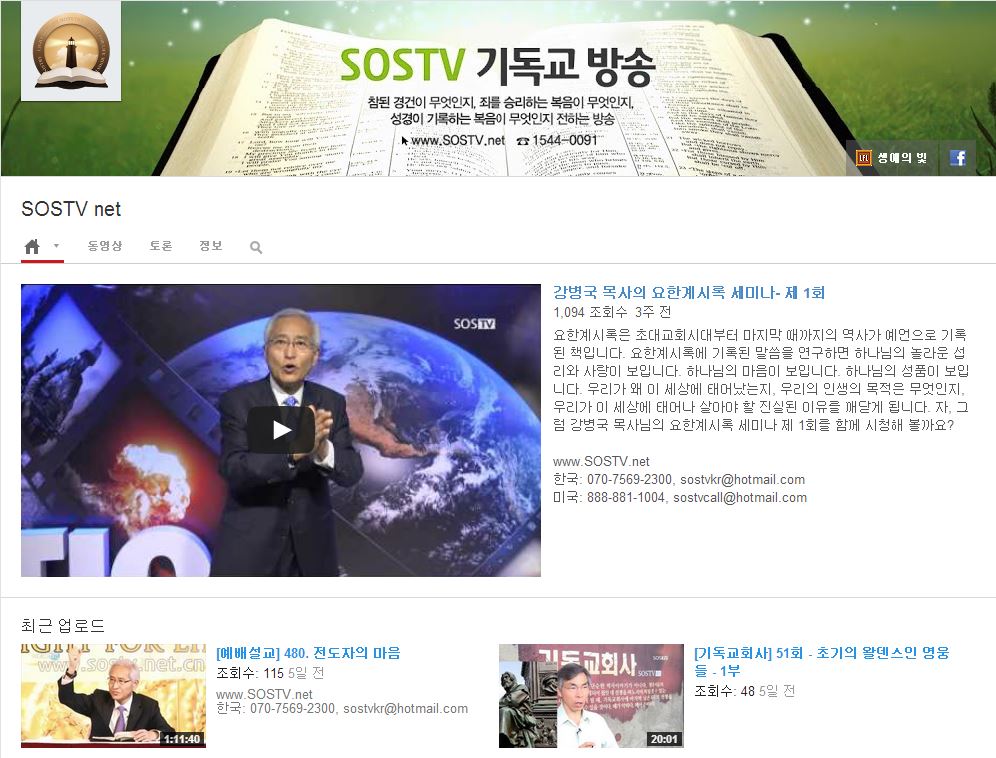 SOSTV 기독교 방송
참된 경건이 무엇인지, 죄를 승리하는 복음이 무엇인지,
성경이 기록하는 복음이 무엇인지 전하는 방송
www.SOSTV.net ☎ 1544-0091
LFL 생애의 빛
SOSTV net
동영상 토론 정보
SOSTV
강병국 목사의 요한계시록 세미나- 제 1회
1,094 조회수 3주 전
요한계시록은 초대교회시대부터 마지막 때까지의 역사가 예언으로 기록
된 책입니다. 요한계시록에 기록된 말씀을 연구하면 하나님의 놀라운 섭
리와 사랑이 보입니다. 하나님의 마음이 보입니다. 하나님의 성품이 보입
니다. 우리가 왜 이 세상에 태어났는지, 우리의 인생의 목적은 무엇인지,
우리가 이 세상에 태어나 살아야 할 진실된 이유를 깨닫게 됩니다. 자, 그
럼 강병국 목사님의 요한계시록 세미나 제 1회를 함께 시청해 볼까요?
www.SOSTV.net
한국: 070-7569-2300, sostvkr@hotmail.com
미국: 888-881-1004, sostvcall@hotmail.com
최근 업로드
www.sostv.net.cn
1:11:40
[예배설교] 480. 전도자의 마음
조회수: 115 5일 전
www.SOSTV.net
한국: 070-7569-2300, sostvkr@hotmail.com
기독교회사
SOSTV
20:01
[기독교회사] 51회 - 초기의 왈덴스인 영웅
들 - 1부
조회수: 48 5일 전